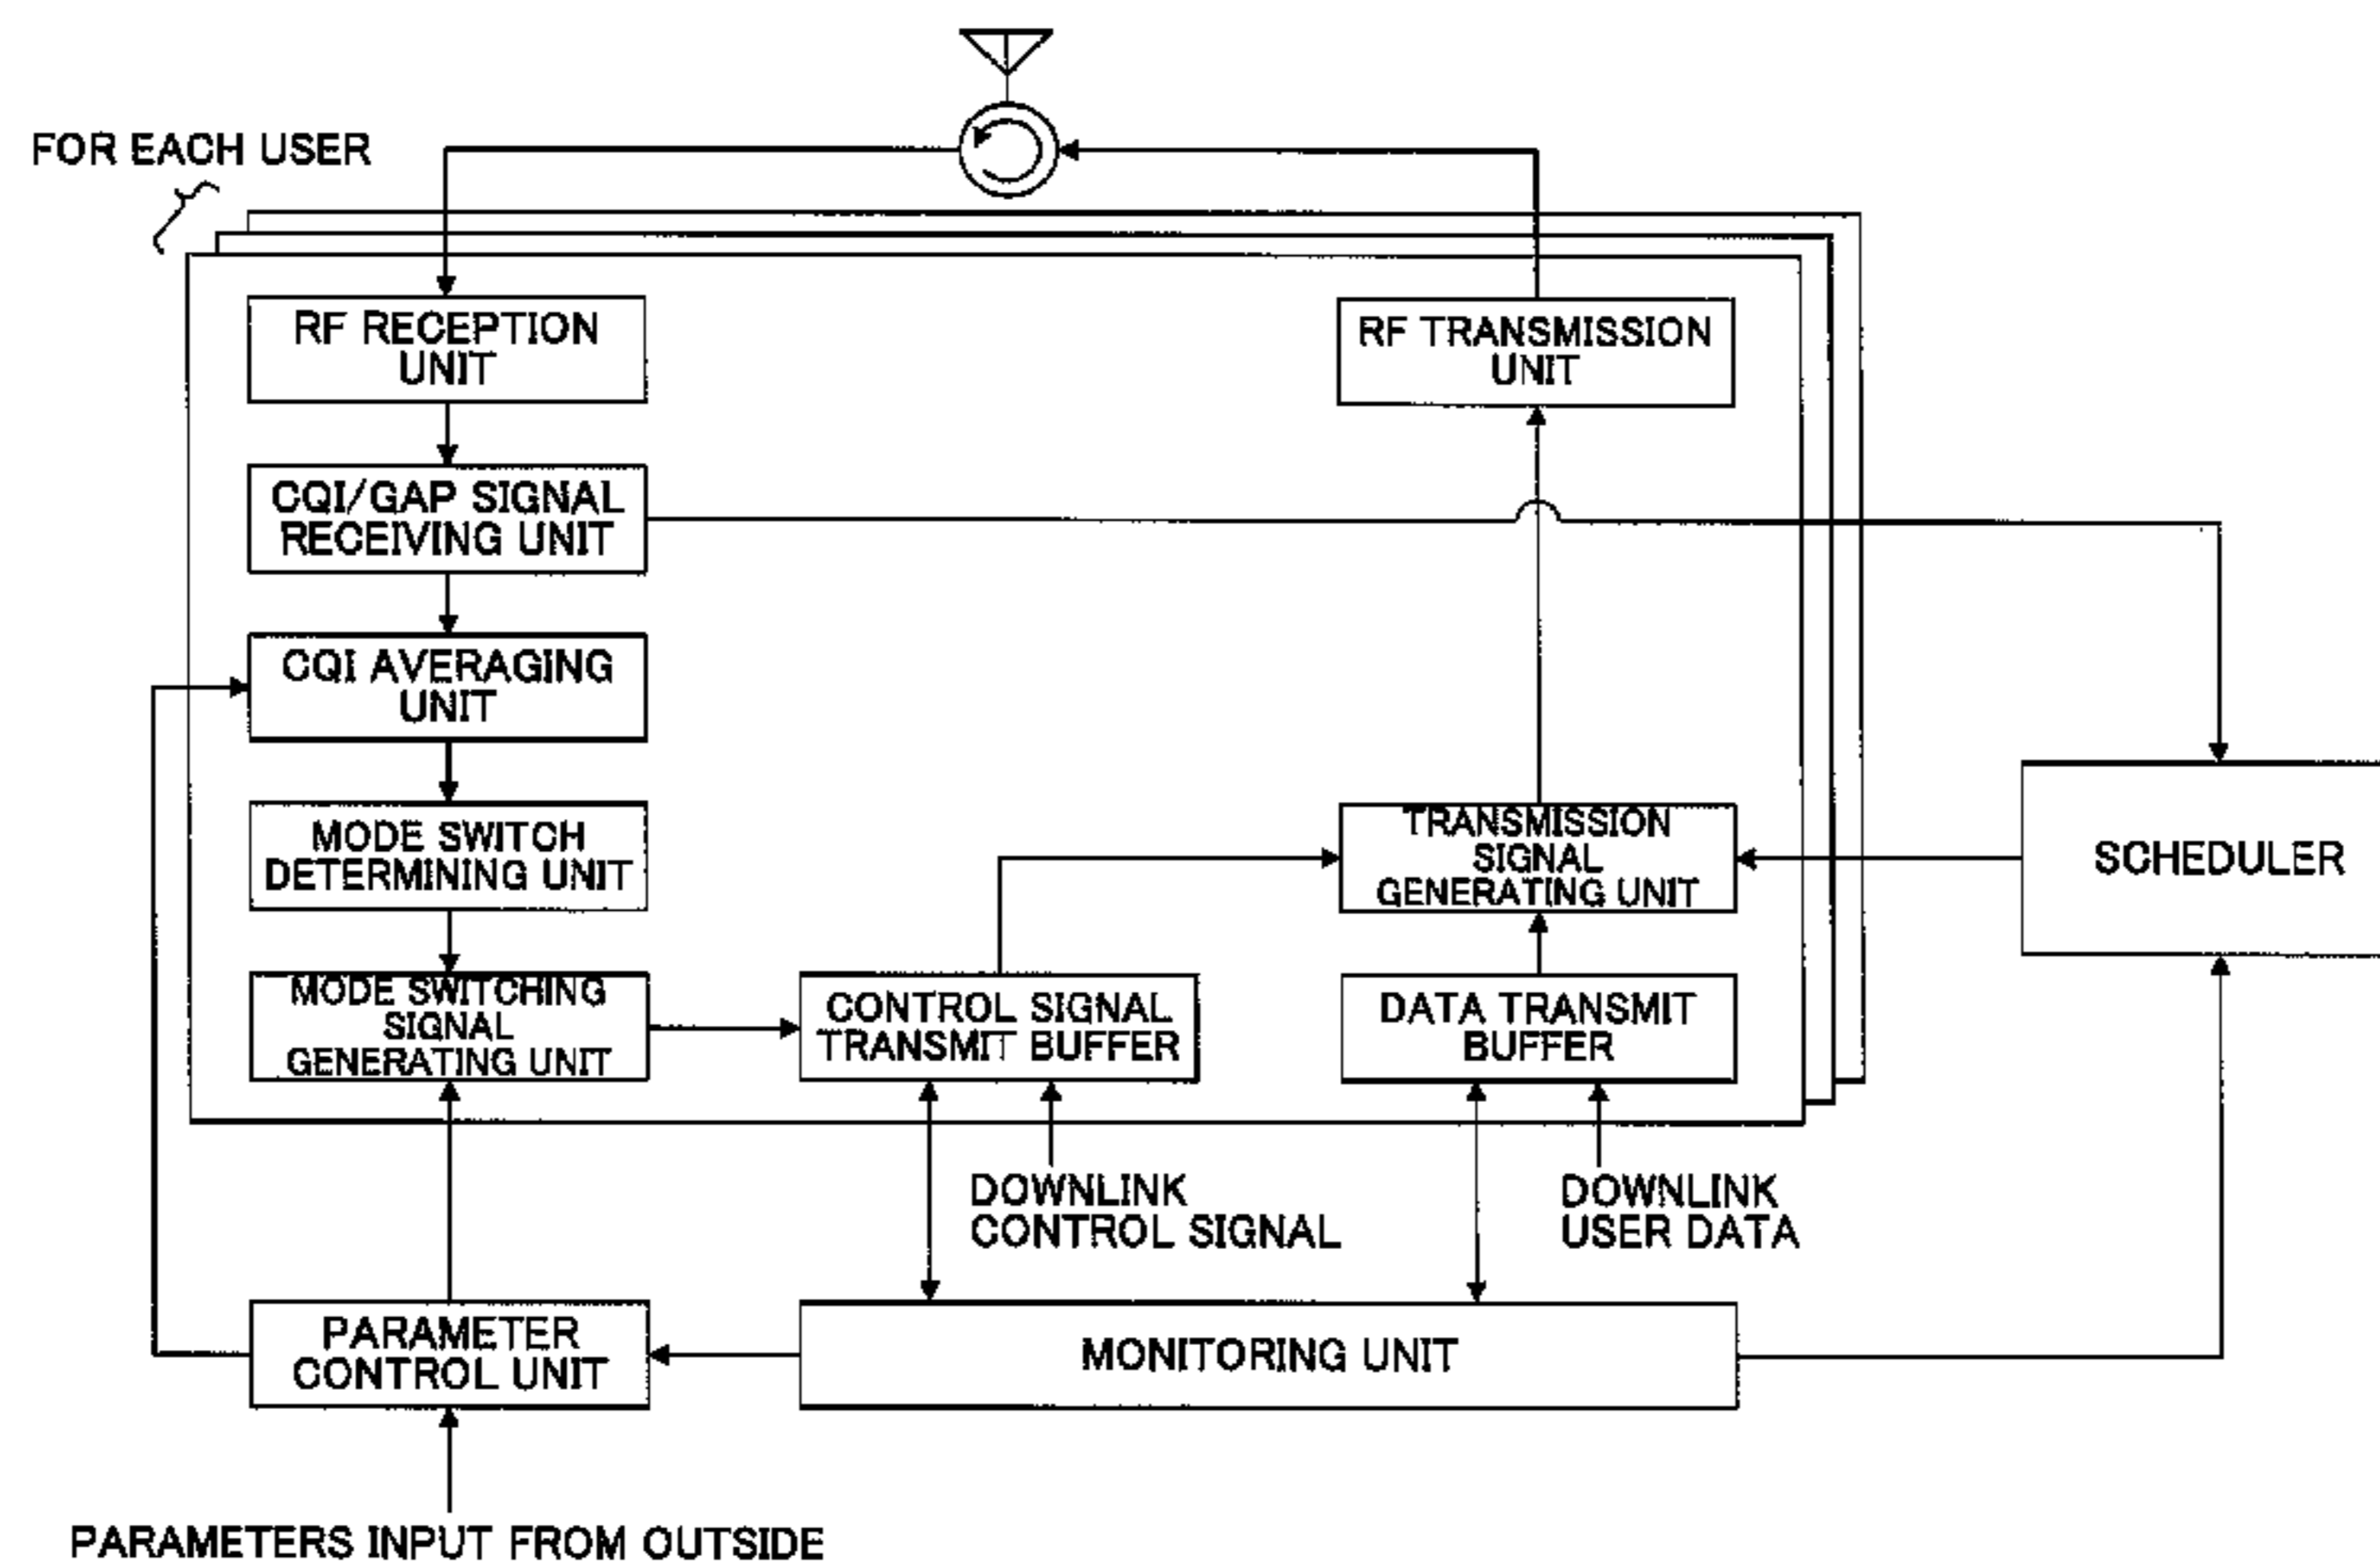 FOR EACH USER
RF RECEPTION
UNIT
RF TRANSMISSION
UNIT
CQI/GAP SIGNAL
RECEIVING UNIT
CQI AVERAGING
UNIT
MODE SWITCH
DETERMINING UNIT
TRANSMISSION
SIGNAL
GENERATING UNIT
SCHEDULER
MODE SWITCHING
SIGNAL
GENERATING UNIT
CONTROL SIGNAL
TRANSMIT BUFFER
DATA TRANSMIT
BUFFER
DOWNLINK
CONTROL SIGNAL
DOWNLINK
USER DATA
PARAMETER
CONTROL UNIT
MONITORING UNIT
PARAMETERS INPUT FROM OUTSIDE